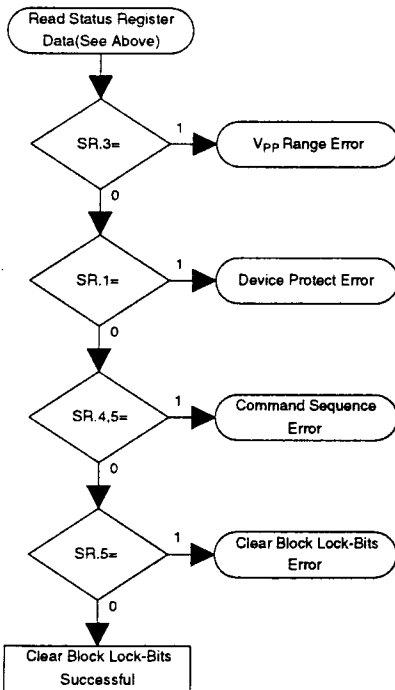 Read Status Register
Data(See Above)
SR.3=
1
VPP Range Error
0
SR.1=
1
Device Protect Error
0
SR.4,5=
1
Command Sequence
Error
0
SR.5=
1
Clear Block Lock-Bits
Error
0
Clear Block Lock-Bits
Successful